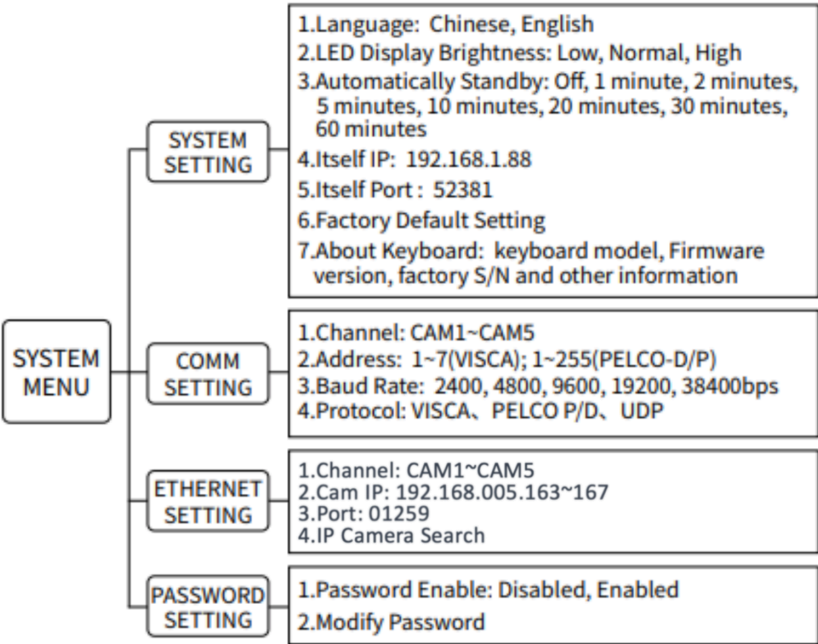 SYSTEM
MENU
SYSTEM
SETTING
1.Language: Chinese, English
2.LED Display Brightness: Low, Normal, High
3.Automatically Standby: Off, 1 minute, 2 minutes,
5 minutes, 10 minutes, 20 minutes, 30 minutes,
60 minutes
4.Itself IP: 192.168.1.88
5.Itself Port : 52381
6.Factory Default Setting
7.About Keyboard: keyboard model, Firmware
version, factory S/N and other information
COMM
SETTING
1.Channel: CAM1~CAM5
2.Address: 1~7(VISCA); 1~255(PELCO-D/P)
3.Baud Rate: 2400, 4800, 9600, 19200, 38400bps
4.Protocol: VISCA、PELCO P/D、UDP
ETHERNET
SETTING
1.Channel: CAM1~CAM5
2.Cam IP: 192.168.005.163~167
3.Port: 01259
4.IP Camera Search
PASSWORD
SETTING
1.Password Enable: Disabled, Enabled
2.Modify Password